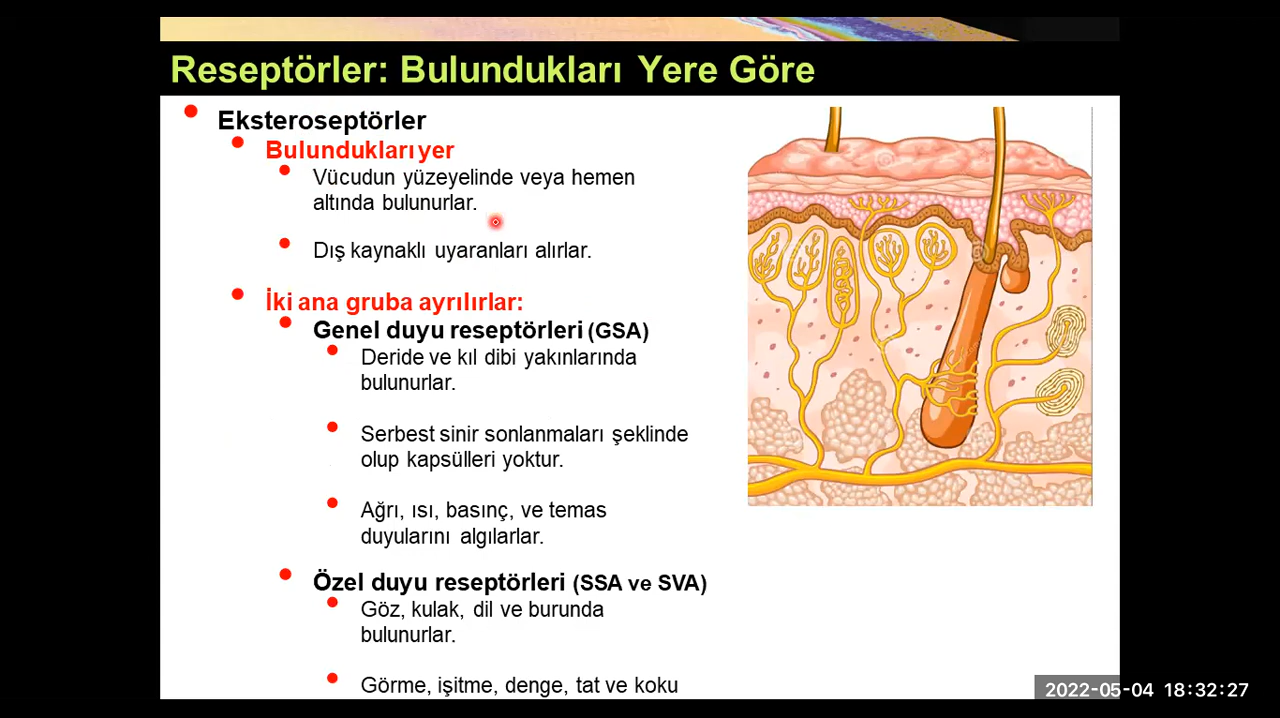 Reseptörler: Bulundukları Yere Göre
Eksteroseptörler
Bulundukları yer
Vücudun yüzeyelinde veya hemen
altında bulunurlar.
Dış kaynaklı uyaranları alırlar.
İki ana gruba ayrılırlar:
Genel duyu reseptörleri (GSA)
Deride ve kıl dibi yakınlarında
bulunurlar.
Serbest sinir sonlanmaları şeklinde
olup kapsülleri yoktur.
Ağrı, ısı, basınç, ve temas
duyularını algılarlar.
Özel duyu reseptörleri (SSA ve SVA)
Göz, kulak, dil ve burunda
bulunurlar.
Görme, işitme, denge, tat ve koku
2022-05-04 18:32:27